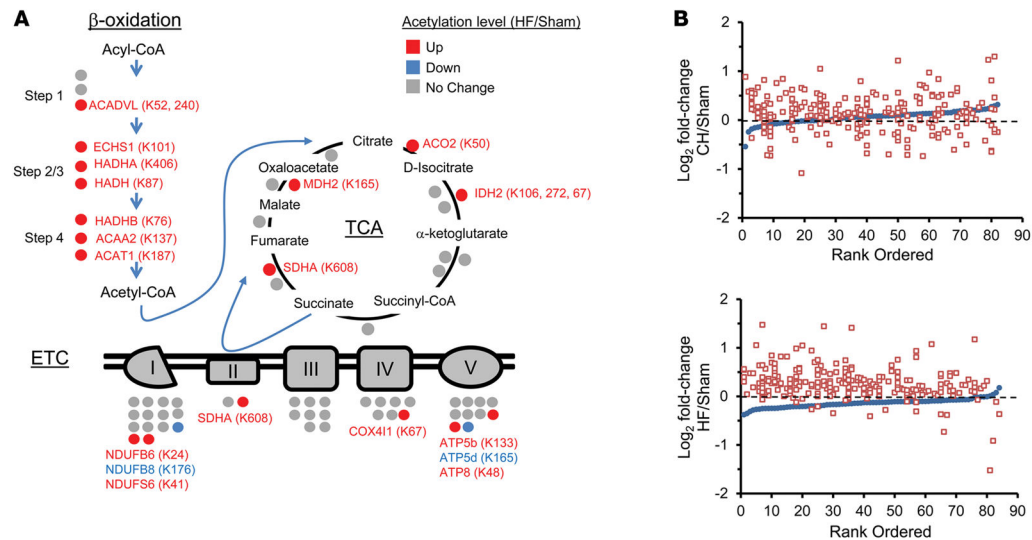 A
β-oxidation
Acyl-CoA
Step 1
ACADVL (K52, 240)
ECHS1 (K101)
Step 2/3
HADHA (K406)
HADH (K87)
HADHB (K76)
Step 4
ACAA2 (K137)
ACAT1 (K187)
Acetyl-CoA
Acetylation level (HF/Sham)
Up
Down
No Change
Citrate
ACO2 (K50)
Oxaloacetate
D-Isocitrate
MDH2 (K165)
IDH2 (K106, 272, 67)
Malate
TCA
α-ketoglutarate
Fumarate
SDHA (K608)
Succinate
Succinyl-CoA
ETC
I
II
III
IV
V
SDHA (K608)
COX4I1 (K67)
NDUFB6 (K24)
NDUFB8 (K176)
NDUFS6 (K41)
ATP5b (K133)
ATP5d (K165)
ATP8 (K48)
B
Log2 fold-change
CH/Sham
2
1
0
-1
-2
0 10 20 30 40 50 60 70 80 90
Rank Ordered
Log2 fold-change
HF/Sham
2
1
0
-1
-2
0 10 20 30 40 50 60 70 80 90
Rank Ordered